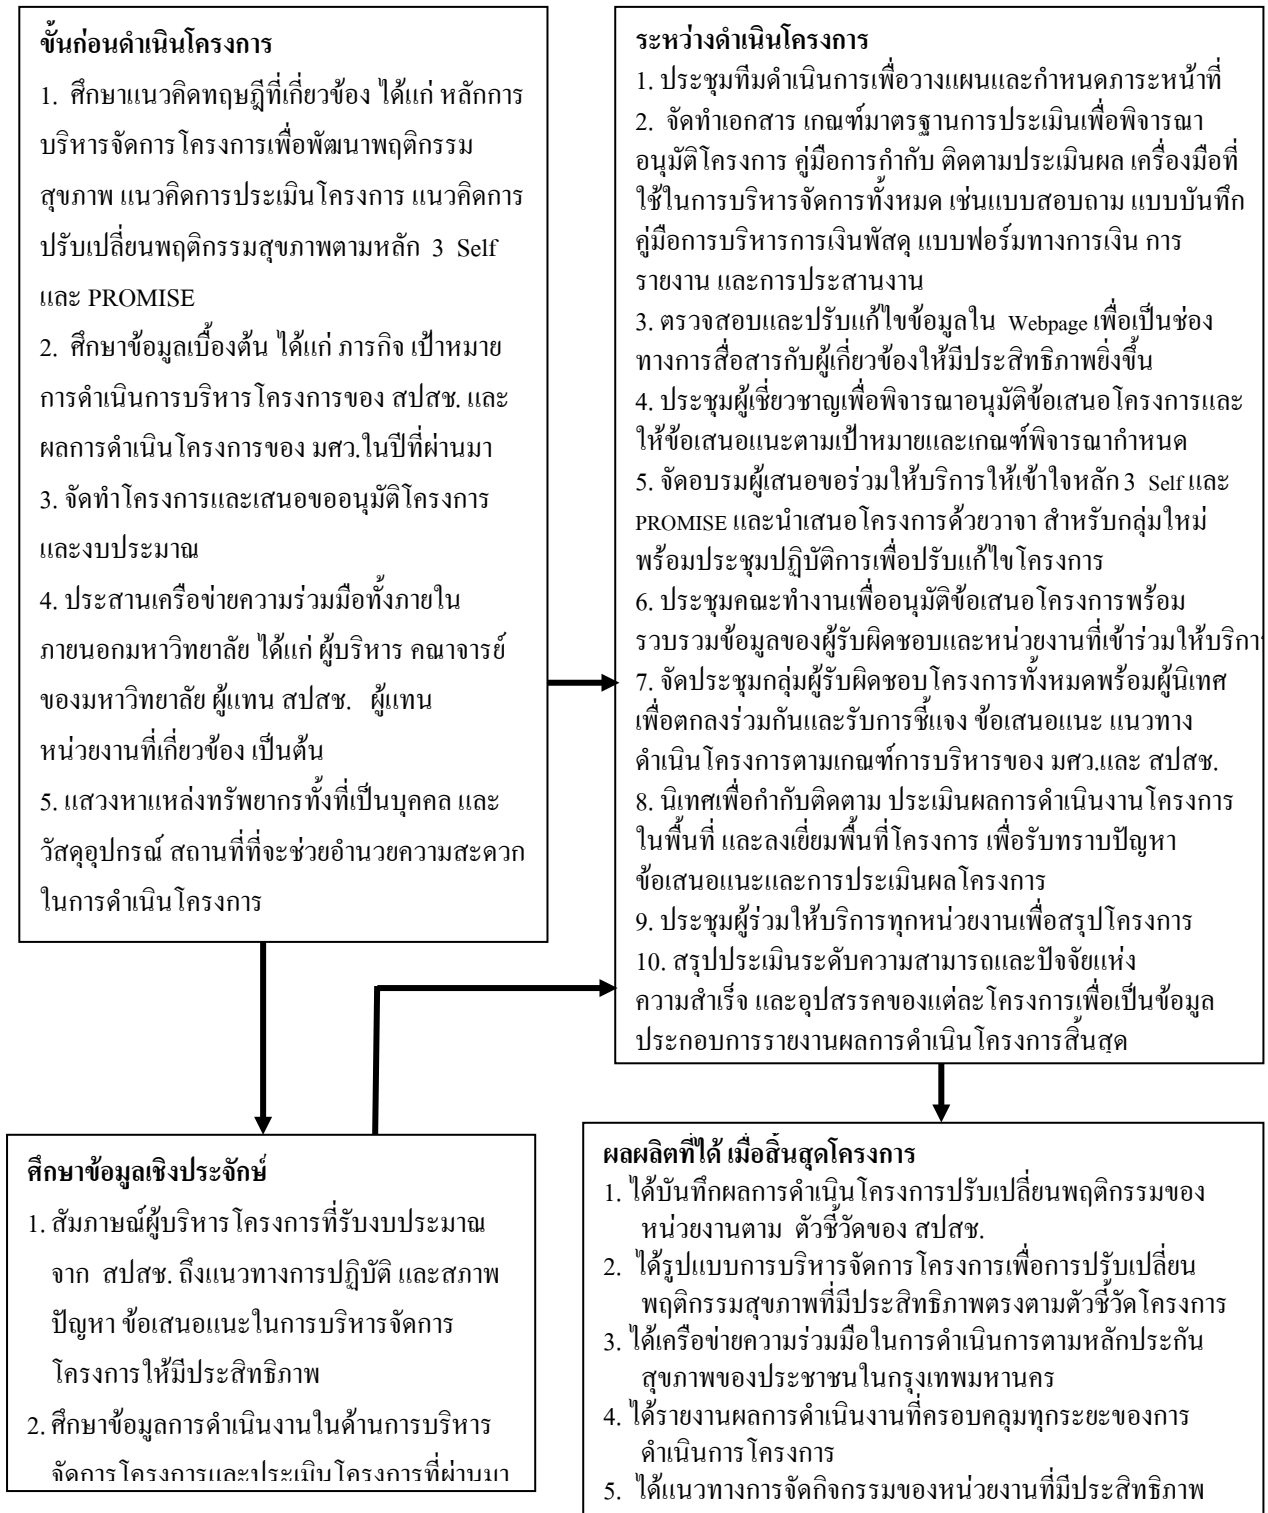 ขั้นก่อนดำเนินโครงการ
1. ศึกษาแนวคิดทฤษฎีที่เกี่ยวข้อง ได้แก่ หลักการ
บริหารจัดการโครงการเพื่อพัฒนาพฤติกรรม
สุขภาพ แนวคิดการประเมินโครงการ แนวคิดการ
ปรับเปลี่ยนพฤติกรรมสุขภาพตามหลัก 3 Self
และ PROMISE
2. ศึกษาข้อมูลเบื้องต้น ได้แก่ ภารกิจ เป้าหมาย
การดำเนินการบริหารโครงการของ สปสช. และ
ผลการดำเนินโครงการของ มศว.ในปีที่ผ่านมา
3. จัดทำโครงการและเสนอขออนุมัติโครงการ
และงบประมาณ
4. ประสานเครือข่ายความร่วมมือทั้งภายใน
ภายนอกมหาวิทยาลัย ได้แก่ ผู้บริหาร คณาจารย์
ของมหาวิทยาลัย ผู้แทน สปสช. ผู้แทน
หน่วยงานที่เกี่ยวข้อง เป็นต้น
5. แสวงหาแหล่งทรัพยากรทั้งที่เป็นบุคคล และ
วัสดุอุปกรณ์ สถานที่ที่จะช่วยอำนวยความสะดวก
ในการดำเนินโครงการ
ระหว่างดำเนินโครงการ
1. ประชุมทีมดำเนินการเพื่อวางแผนและกำหนดภาระหน้าที่
2. จัดทำเอกสาร เกณฑ์มาตรฐานการประเมินเพื่อพิจารณา
อนุมัติโครงการ คู่มือการกำกับ ติดตามประเมินผล เครื่องมือที่
ใช้ในการบริหารจัดการทั้งหมด เช่นแบบสอบถาม แบบบันทึก
คู่มือการบริหารการเงินพัสดุ แบบฟอร์มทางการเงิน การ
รายงาน และการประสานงาน
3. ตรวจสอบและปรับแก้ไขข้อมูลใน Webpage เพื่อเป็นช่อง
ทางการสื่อสารกับผู้เกี่ยวข้องให้มีประสิทธิภาพยิ่งขึ้น
4. ประชุมผู้เชี่ยวชาญเพื่อพิจารณาอนุมัติข้อเสนอโครงการและ
ให้ข้อเสนอแนะตามเป้าหมายและเกณฑ์พิจารณากำหนด
5. จัดอบรมผู้เสนอขอร่วมให้บริการให้เข้าใจหลัก 3 Self และ
PROMISE และนำเสนอโครงการด้วยวาจา สำหรับกลุ่มใหม่
พร้อมประชุมปฏิบัติการเพื่อปรับแก้ไขโครงการ
6. ประชุมคณะทำงานเพื่ออนุมัติข้อเสนอโครงการพร้อม
รวบรวมข้อมูลของผู้รับผิดชอบและหน่วยงานที่เข้าร่วมให้บริการ
7. จัดประชุมกลุ่มผู้รับผิดชอบโครงการทั้งหมดพร้อมผู้นิเทศ
เพื่อตกลงร่วมกันและรับการชี้แจง ข้อเสนอแนะ แนวทาง
ดำเนินโครงการตามเกณฑ์การบริหารของ มศว.และ สปสช.
8. นิเทศเพื่อกำกับติดตาม ประเมินผลการดำเนินงานโครงการ
ในพื้นที่ และลงเยี่ยมพื้นที่โครงการ เพื่อรับทราบปัญหา
ข้อเสนอแนะและการประเมินผลโครงการ
9. ประชุมผู้ร่วมให้บริการทุกหน่วยงานเพื่อสรุปโครงการ
10. สรุปประเมินระดับความสามารถและปัจจัยแห่ง
ความสำเร็จ และอุปสรรคของแต่ละโครงการเพื่อเป็นข้อมูล
ประกอบการรายงานผลการดำเนินโครงการสิ้นสุด
ศึกษาข้อมูลเชิงประจักษ์
1. สัมภาษณ์ผู้บริหารโครงการที่รับงบประมาณ
จาก สปสช. ถึงแนวทางการปฏิบัติ และสภาพ
ปัญหา ข้อเสนอแนะในการบริหารจัดการ
โครงการให้มีประสิทธิภาพ
2. ศึกษาข้อมูลการดำเนินงานในด้านการบริหาร
จัดการโครงการและประเมินโครงการที่ผ่านมา
ผลผลิตที่ได้ เมื่อสิ้นสุดโครงการ
1. ได้บันทึกผลการดำเนินโครงการปรับเปลี่ยนพฤติกรรมของ
หน่วยงานตาม ตัวชี้วัดของ สปสช.
2. ได้รูปแบบการบริหารจัดการโครงการเพื่อการปรับเปลี่ยน
พฤติกรรมสุขภาพที่มีประสิทธิภาพตรงตามตัวชี้วัดโครงการ
3. ได้เครือข่ายความร่วมมือในการดำเนินการตามหลักประกัน
สุขภาพของประชาชนในกรุงเทพมหานคร
4. ได้รายงานผลการดำเนินงานที่ครอบคลุมทุกระยะของการ
ดำเนินการโครงการ
5. ได้แนวทางการจัดกิจกรรมของหน่วยงานที่มีประสิทธิภาพ